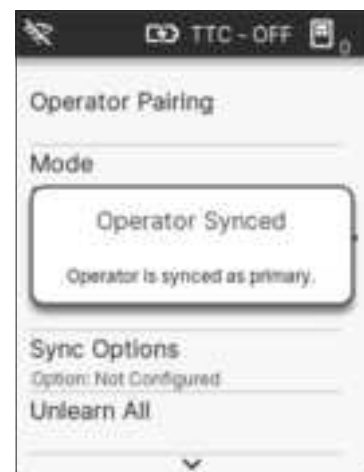 TTC - OFF 0
Operator Pairing
Mode
Operator Synced
Operator is synced as primary.
Sync Options
Option: Not Configured
Unlearn All